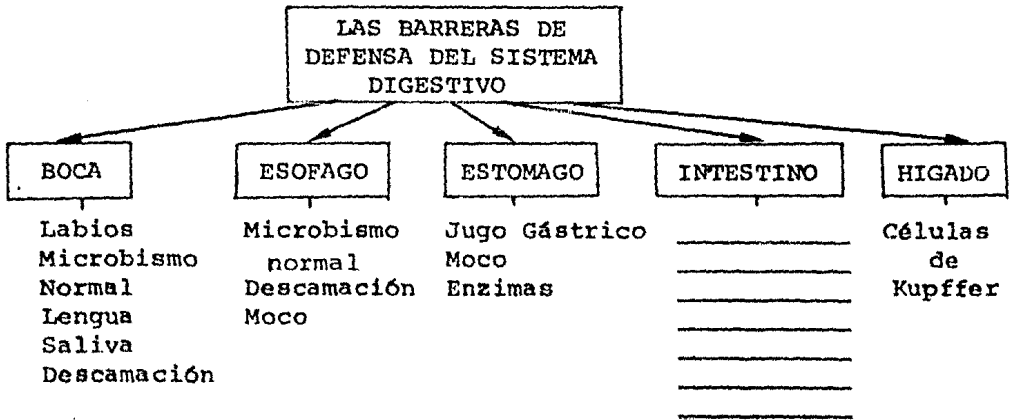 LAS BARRERAS DE
DEFENSA DEL SISTEMA
DIGESTIVO
BOCA
Labios
Microbismo
Normal
Lengua
Saliva
Descamación
ESOFAGO
Microbismo
normal
Descamación
Moco
ESTOMAGO
Jugo Gástrico
Moco
Enzimas
INTESTINO
HIGADO
Células
de
Kupffer